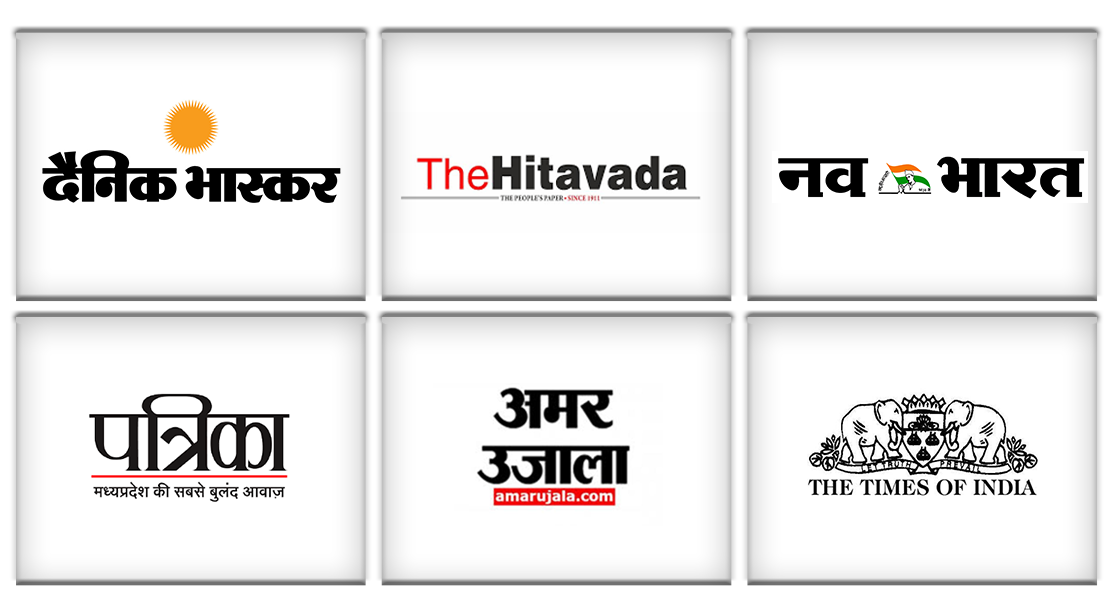 दैनिक भास्कर
TheHitavada
THE PEOPLE'S PAPER • SINCE 1911
नव भारत
पत्रिका
मध्यप्रदेश की सबसे बुलंद आवाज़
अमर
उजाला
amarujala.com
LET TRUTH PREVAIL
THE TIMES OF INDIA